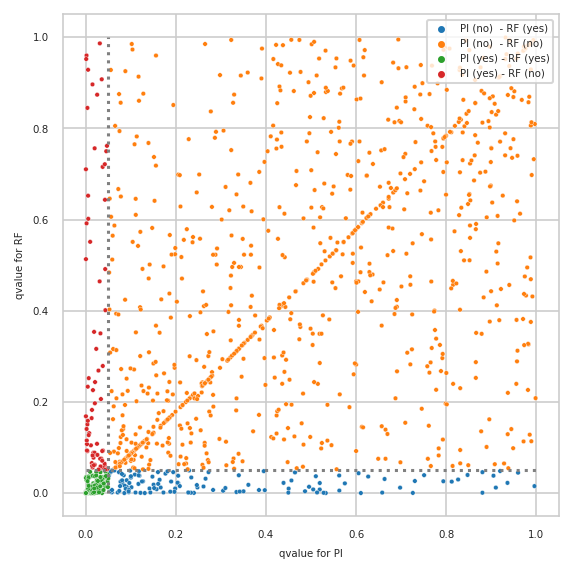 PI (no)  - RF (yes)
PI (no)  - RF (no)
PI (yes) - RF (yes)
PI (yes) - RF (no)
1.0
0.8
0.6
0.4
0.2
0.0
qvalue for RF
0.0 0.2 0.4 0.6 0.8 1.0
qvalue for PI